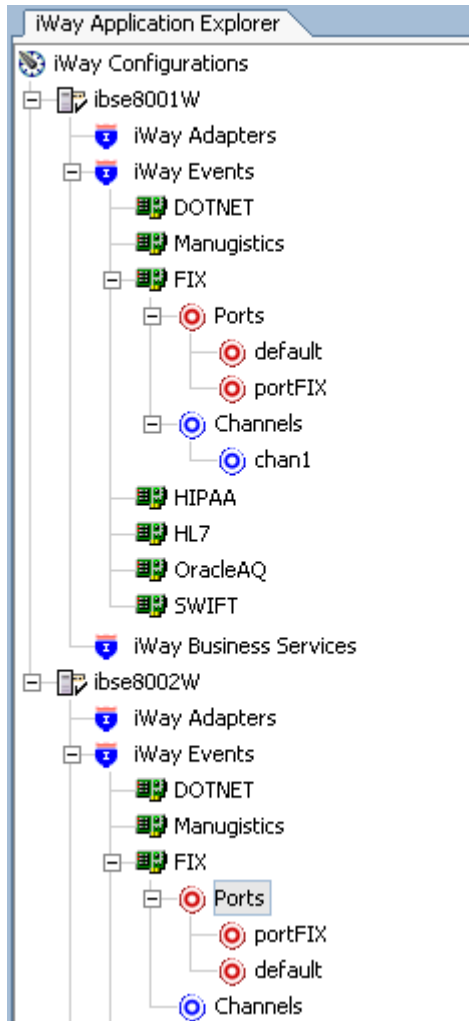 iWay Application Explorer
iWay Configurations
ibse8001W
iWay Adapters
iWay Events
DOTNET
Manugistics
FIX
Ports
default
portFIX
Channels
chan1
HIPAA
HL7
OracleAQ
SWIFT
iWay Business Services
ibse8002W
iWay Adapters
iWay Events
DOTNET
Manugistics
FIX
Ports
portFIX
default
Channels